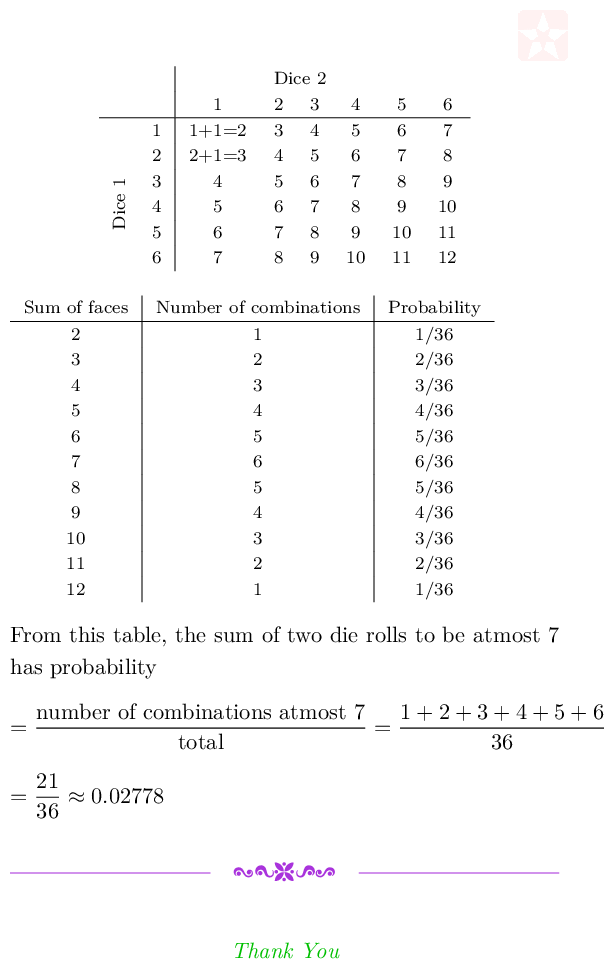 Dice 2
1 2 3 4 5 6
1 1+1=2 3 4 5 6 7
2 2+1=3 4 5 6 7 8
Dice 1
3 4 5 6 7 8 9
4 5 6 7 8 9 10
5 6 7 8 9 10 11
6 7 8 9 10 11 12
Sum of faces Number of combinations Probability
2 1 1/36
3 2 2/36
4 3 3/36
5 4 4/36
6 5 5/36
7 6 6/36
8 5 5/36
9 4 4/36
10 3 3/36
11 2 2/36
12 1 1/36
From this table, the sum of two die rolls to be atmost 7
has probability
= number of combinations atmost 7 / total = 1 + 2 + 3 + 4 + 5 + 6 / 36
= 21/36 ≈ 0.02778
Thank You